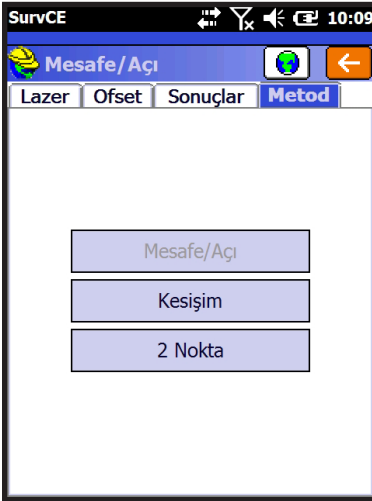 SurvCE 10:09
Mesafe/Açı
Lazer Ofset Sonuçlar Metod
Mesafe/Açı
Kesişim
2 Nokta